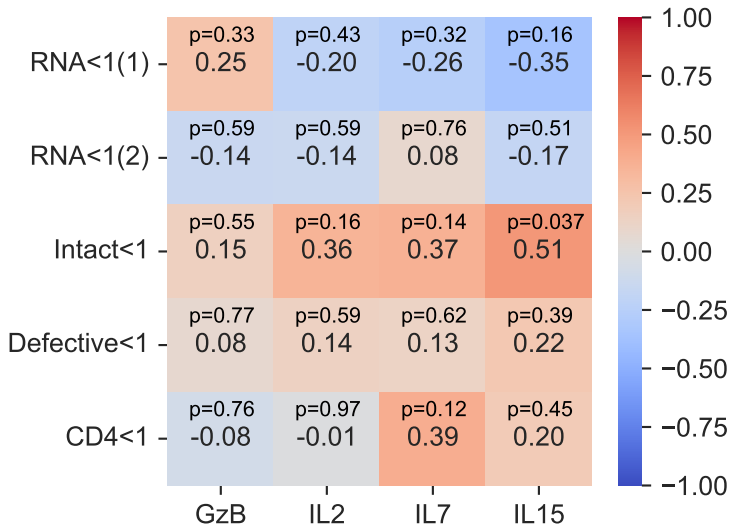 p=0.33 p=0.43 p=0.32 p=0.16 1.00
RNA<1(1) 0.25 -0.20 -0.26 -0.35
0.75
p=0.59 p=0.59 p=0.76 p=0.51
RNA<1(2) -0.14 -0.14 0.08 -0.17 0.50
0.25
p=0.55 p=0.16 p=0.14 p=0.037
Intact<1 0.15 0.36 0.37 0.51 0.00
p=0.77 p=0.59 p=0.62 p=0.39 −0.25
Defective<1 0.08 0.14 0.13 0.22
−0.50
p=0.76 p=0.97 p=0.12 p=0.45
CD4<1 -0.08 -0.01 0.39 0.20 −0.75
−1.00
GzB IL2 IL7 IL15